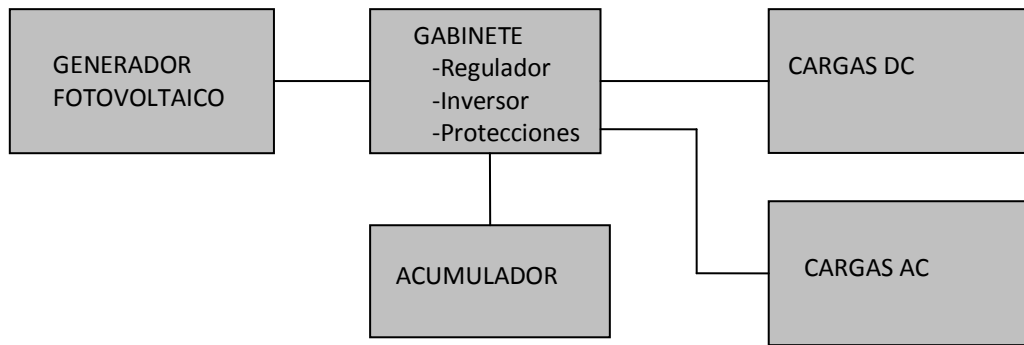 GENERADOR
FOTOVOLTAICO
GABINETE
-Regulador
-Inversor
-Protecciones
CARGAS DC
ACUMULADOR
CARGAS AC